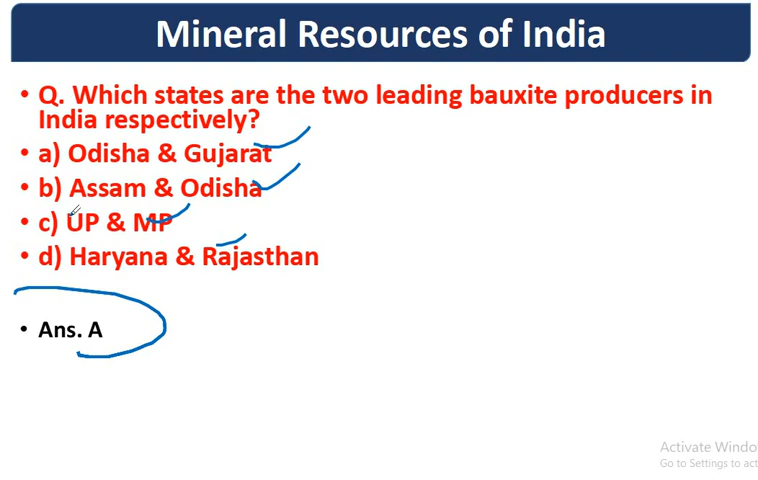 Mineral Resources of India
• Q. Which states are the two leading bauxite producers in
India respectively?
• a) Odisha & Gujarat
• b) Assam & Odisha
• c) UP & MP
• d) Haryana & Rajasthan
• Ans. A
Activate Windo
Go to Settings to act